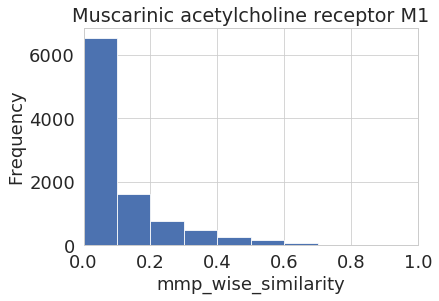 Muscarinic acetylcholine receptor M1
Frequency
6000
4000
2000
0
0.0 0.2 0.4 0.6 0.8 1.0
mmp_wise_similarity